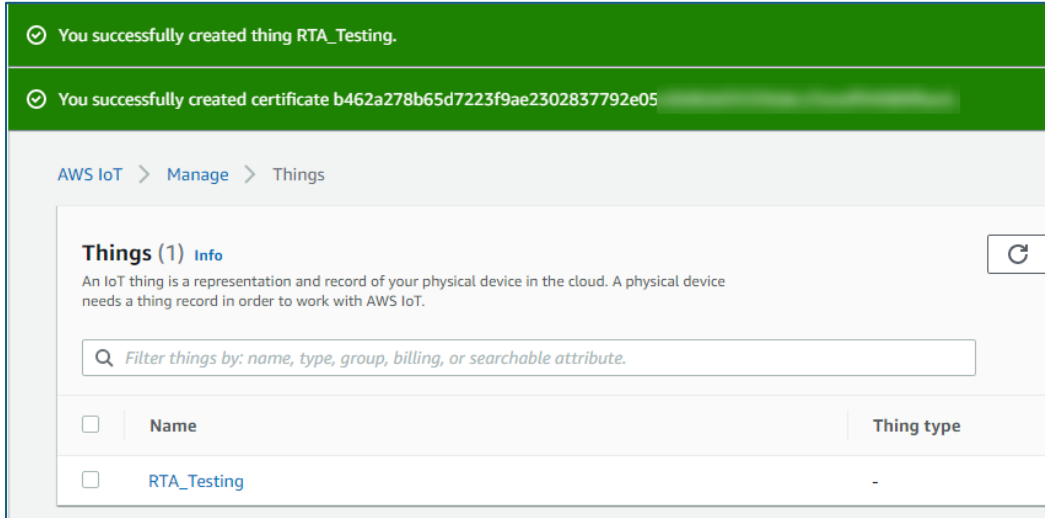 You successfully created thing RTA_Testing.
You successfully created certificate b462a278b65d7223f9ae2302837792e05
AWS IoT > Manage > Things
Things (1) Info
An IoT thing is a representation and record of your physical device in the cloud. A physical device
needs a thing record in order to work with AWS IoT.
Filter things by: name, type, group, billing, or searchable attribute.
Name Thing type
RTA_Testing -